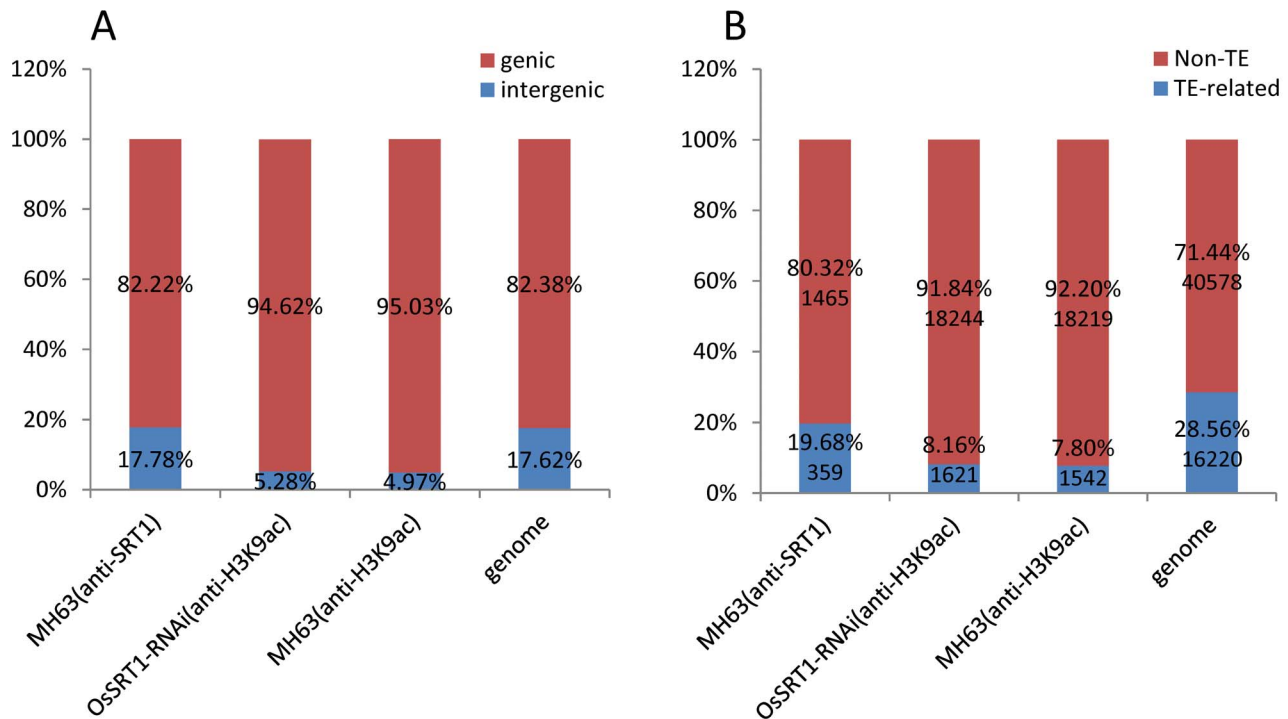 A
genic
intergenic
120%
100%
80%
60%
40%
20%
0%
82.22%
94.62%
95.03%
82.38%
17.78%
5.28%
4.97%
17.62%
MH63(anti-SRT1)
OsSRT1-RNAi(anti-H3K9ac)
MH63(anti-H3K9ac)
genome
B
Non-TE
TE-related
120%
100%
80%
60%
40%
20%
0%
80.32%
1465
91.84%
18244
92.20%
18219
71.44%
40578
19.68%
359
8.16%
1621
7.80%
1542
28.56%
16220
MH63(anti-SRT1)
OsSRT1-RNAi(anti-H3K9ac)
MH63(anti-H3K9ac)
genome